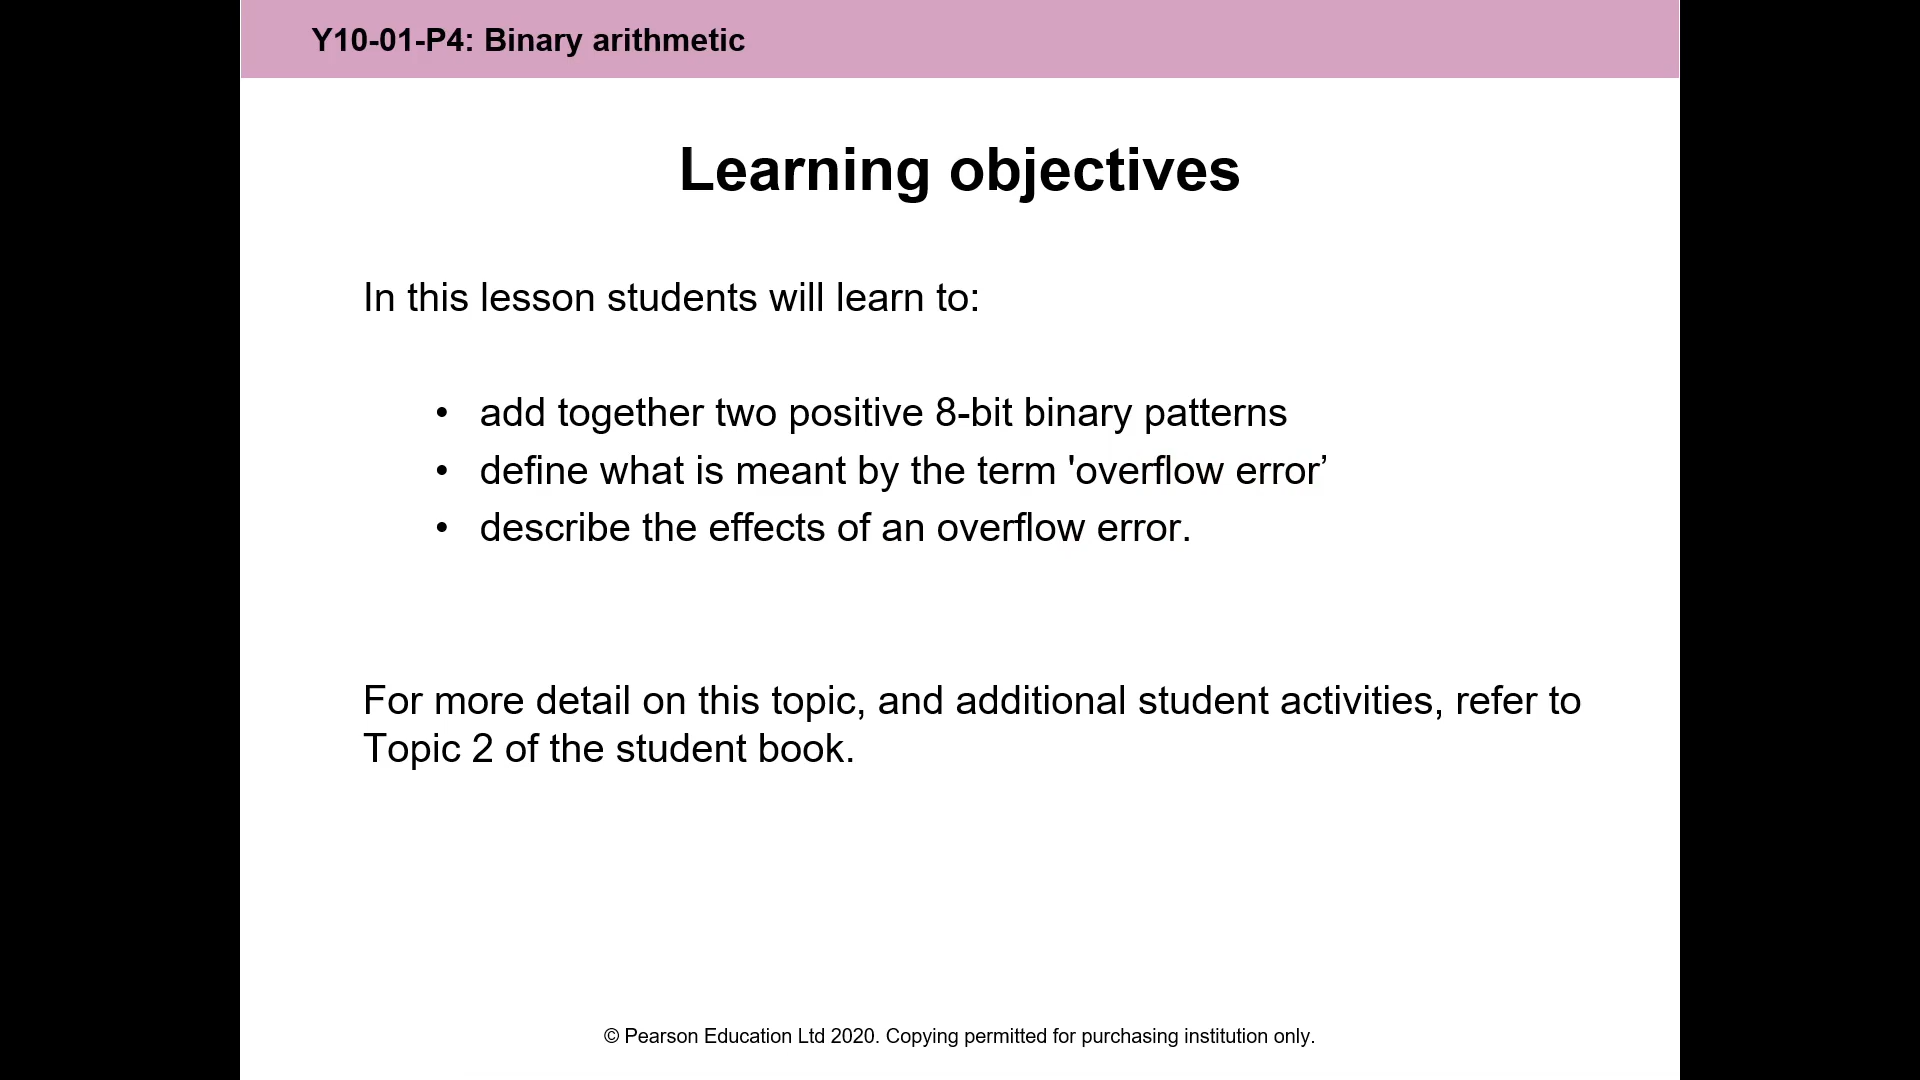 Y10-01-P4: Binary arithmetic
Learning objectives
In this lesson students will learn to:
• add together two positive 8-bit binary patterns
• define what is meant by the term 'overflow error’
• describe the effects of an overflow error.
For more detail on this topic, and additional student activities, refer to
Topic 2 of the student book.
© Pearson Education Ltd 2020. Copying permitted for purchasing institution only.